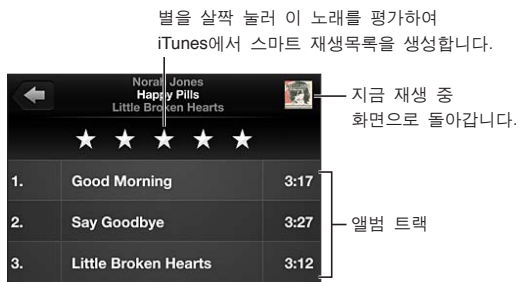 별을 살짝 눌러 이 노래를 평가하여
iTunes에서 스마트 재생목록을 생성합니다.
Norah Jones
Happy Pills
Little Broken Hearts
지금 재생 중
화면으로 돌아갑니다.
1. Good Morning 3:17
2. Say Goodbye 3:27
앨범 트랙
3. Little Broken Hearts 3:12